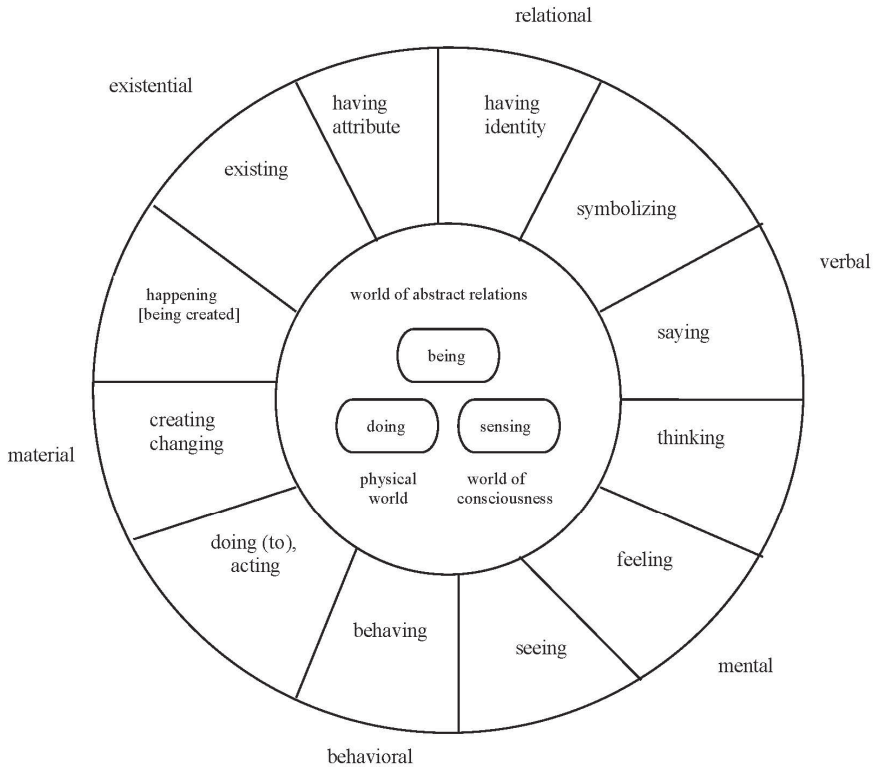 relational
existential
having
attribute
having
identity
existing
symbolizing
verbal
happening
[being created]
world of abstract relations
saying
being
creating
changing
doing
sensing
thinking
material
physical
world
world of
consciousness
doing (to),
acting
feeling
behaving
seeing
mental
behavioral